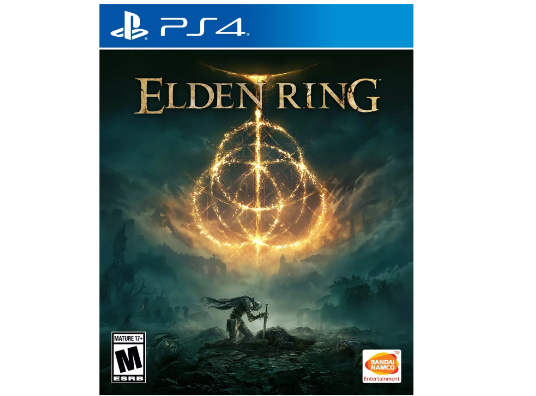 PS4
ELDEN RING
MATURE 17+
M
ESRB
BANDAI
NAMCO
Entertainment